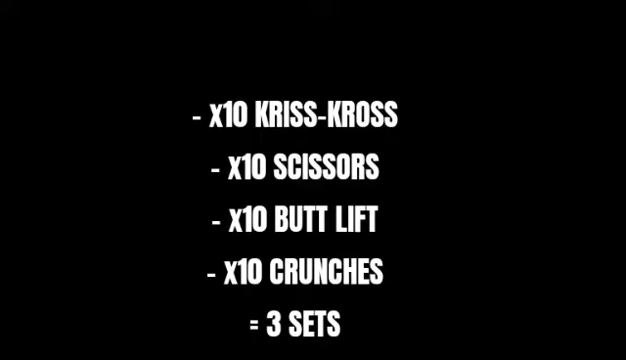 - X10 KRISS-KROSS
- X10 SCISSORS
- X10 BUTT LIFT
- X10 CRUNCHES
= 3 SETS